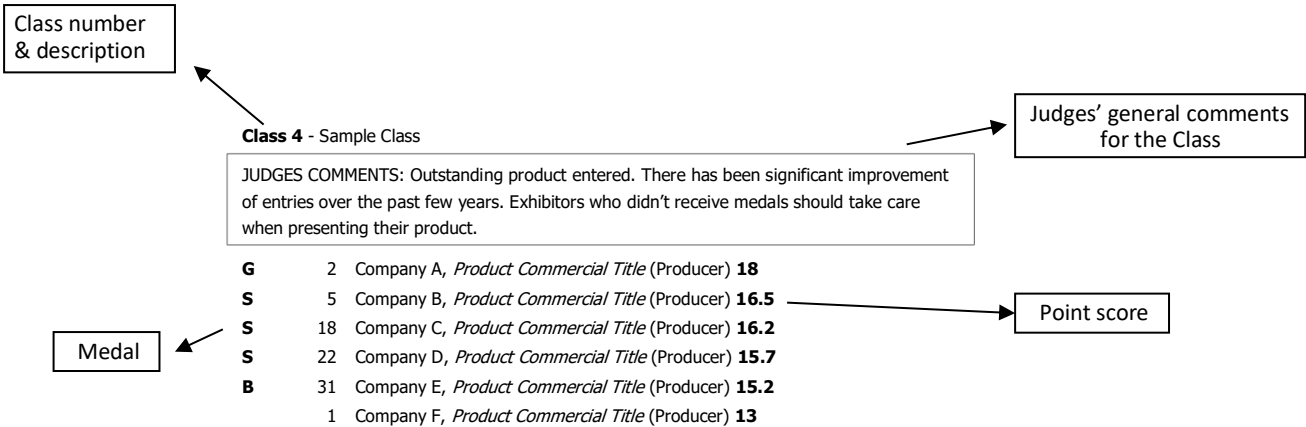 Class number
& description
Class 4 - Sample Class
Judges’ general comments
for the Class
JUDGES COMMENTS: Outstanding product entered. There has been significant improvement
of entries over the past few years. Exhibitors who didn’t receive medals should take care
when presenting their product.
G 2 Company A, Product Commercial Title (Producer) 18
S 5 Company B, Product Commercial Title (Producer) 16.5
Point score
S 18 Company C, Product Commercial Title (Producer) 16.2
Medal
S 22 Company D, Product Commercial Title (Producer) 15.7
B 31 Company E, Product Commercial Title (Producer) 15.2
1 Company F, Product Commercial Title (Producer) 13